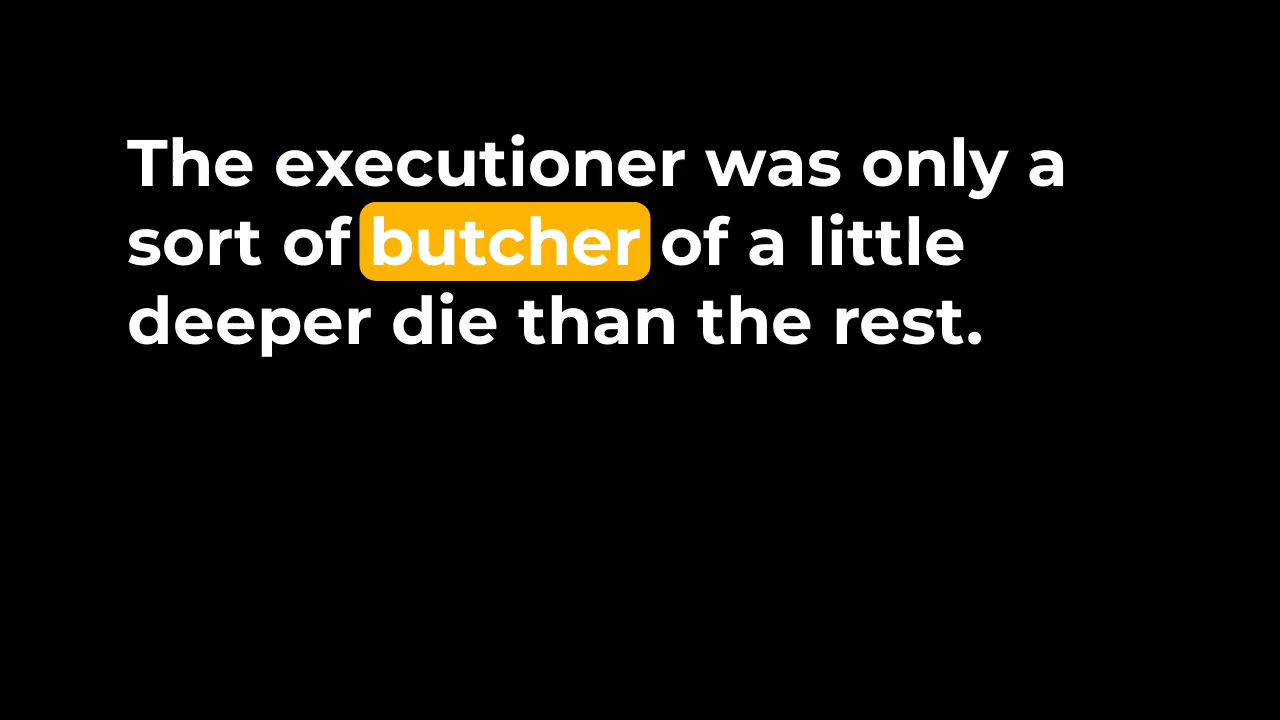 The executioner was only a
sort of butcher of a little
deeper die than the rest.